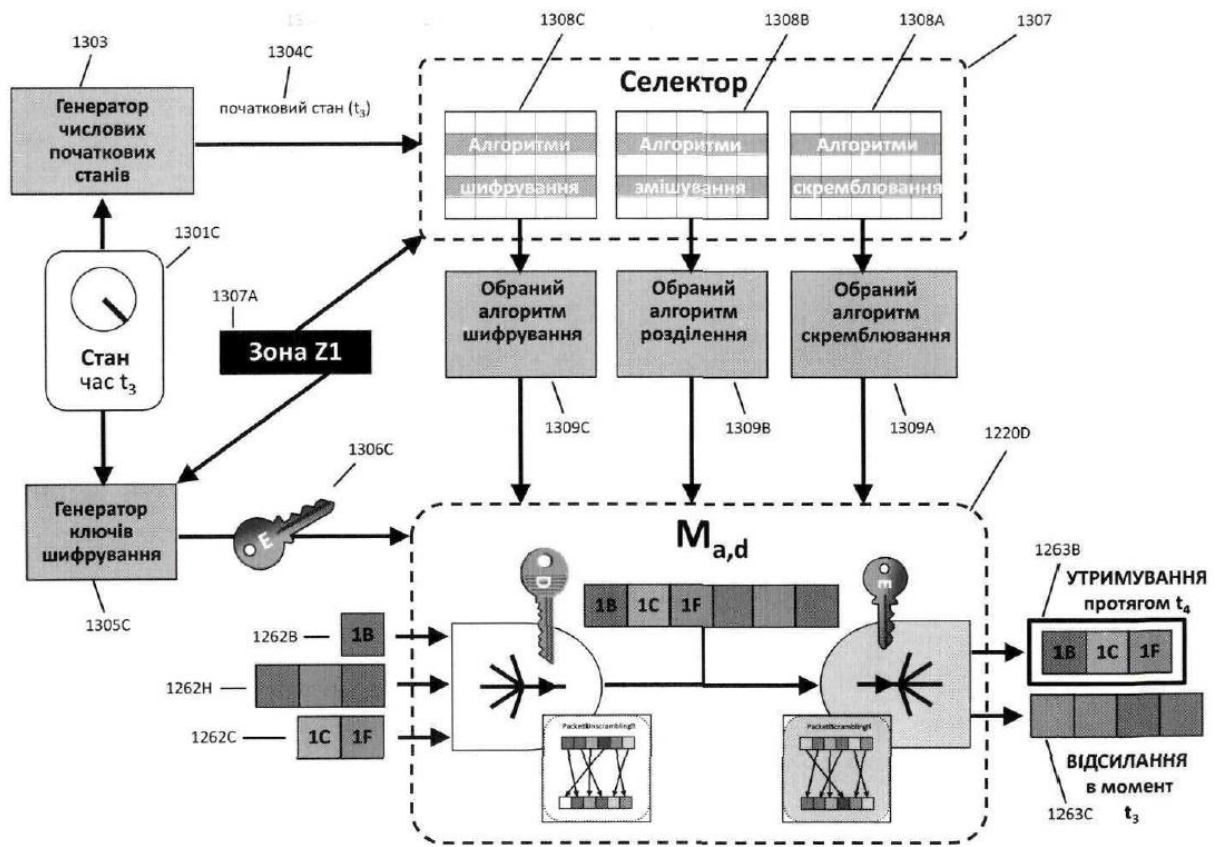 1308C
1308B
1308A
1307
1303
1304C
Генератор
числових
початкових
станів
початковий стан (t3)
Селектор
Алгоритми
шифрування
Алгоритми
змішування
Алгоритми
скремблювання
1301C
Стан
час t3
1307A
Зона Z1
Обраний
алгоритм
шифрування
Обраний
алгоритм
розділення
Обраний
алгоритм
скремблювання
1309C
1309B
1309A
1220D
1306C
Генератор
ключів
шифрування
E
1305C
Ma,d
D
E
1B 1C 1F
1263B
УТРИМУВАННЯ
протягом t4
1B 1C 1F
1262B
1B
1262H
1262C
1C 1F
ВІДСИЛАННЯ
в момент
t3
1263C